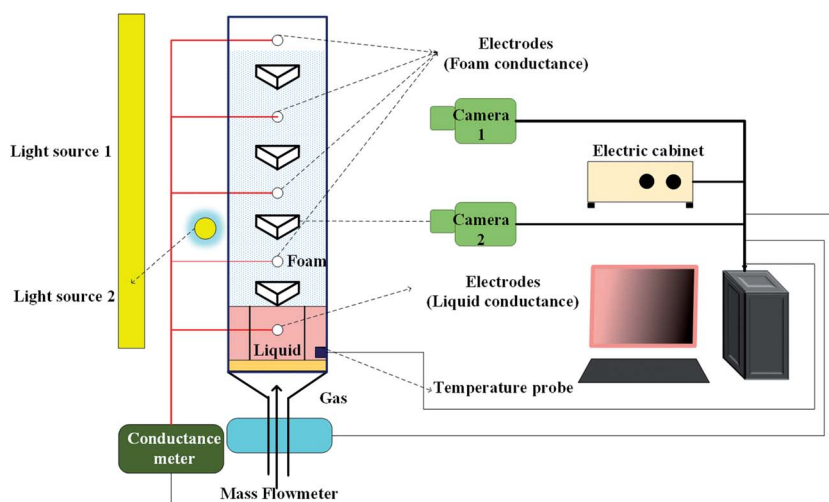 Electrodes
(Foam conductance)
Camera
1
Electric cabinet
Light source 1
Camera
2
Foam
Electrodes
(Liquid conductance)
Light source 2
Liquid
Temperature probe
Gas
Conductance
meter
Mass Flowmeter